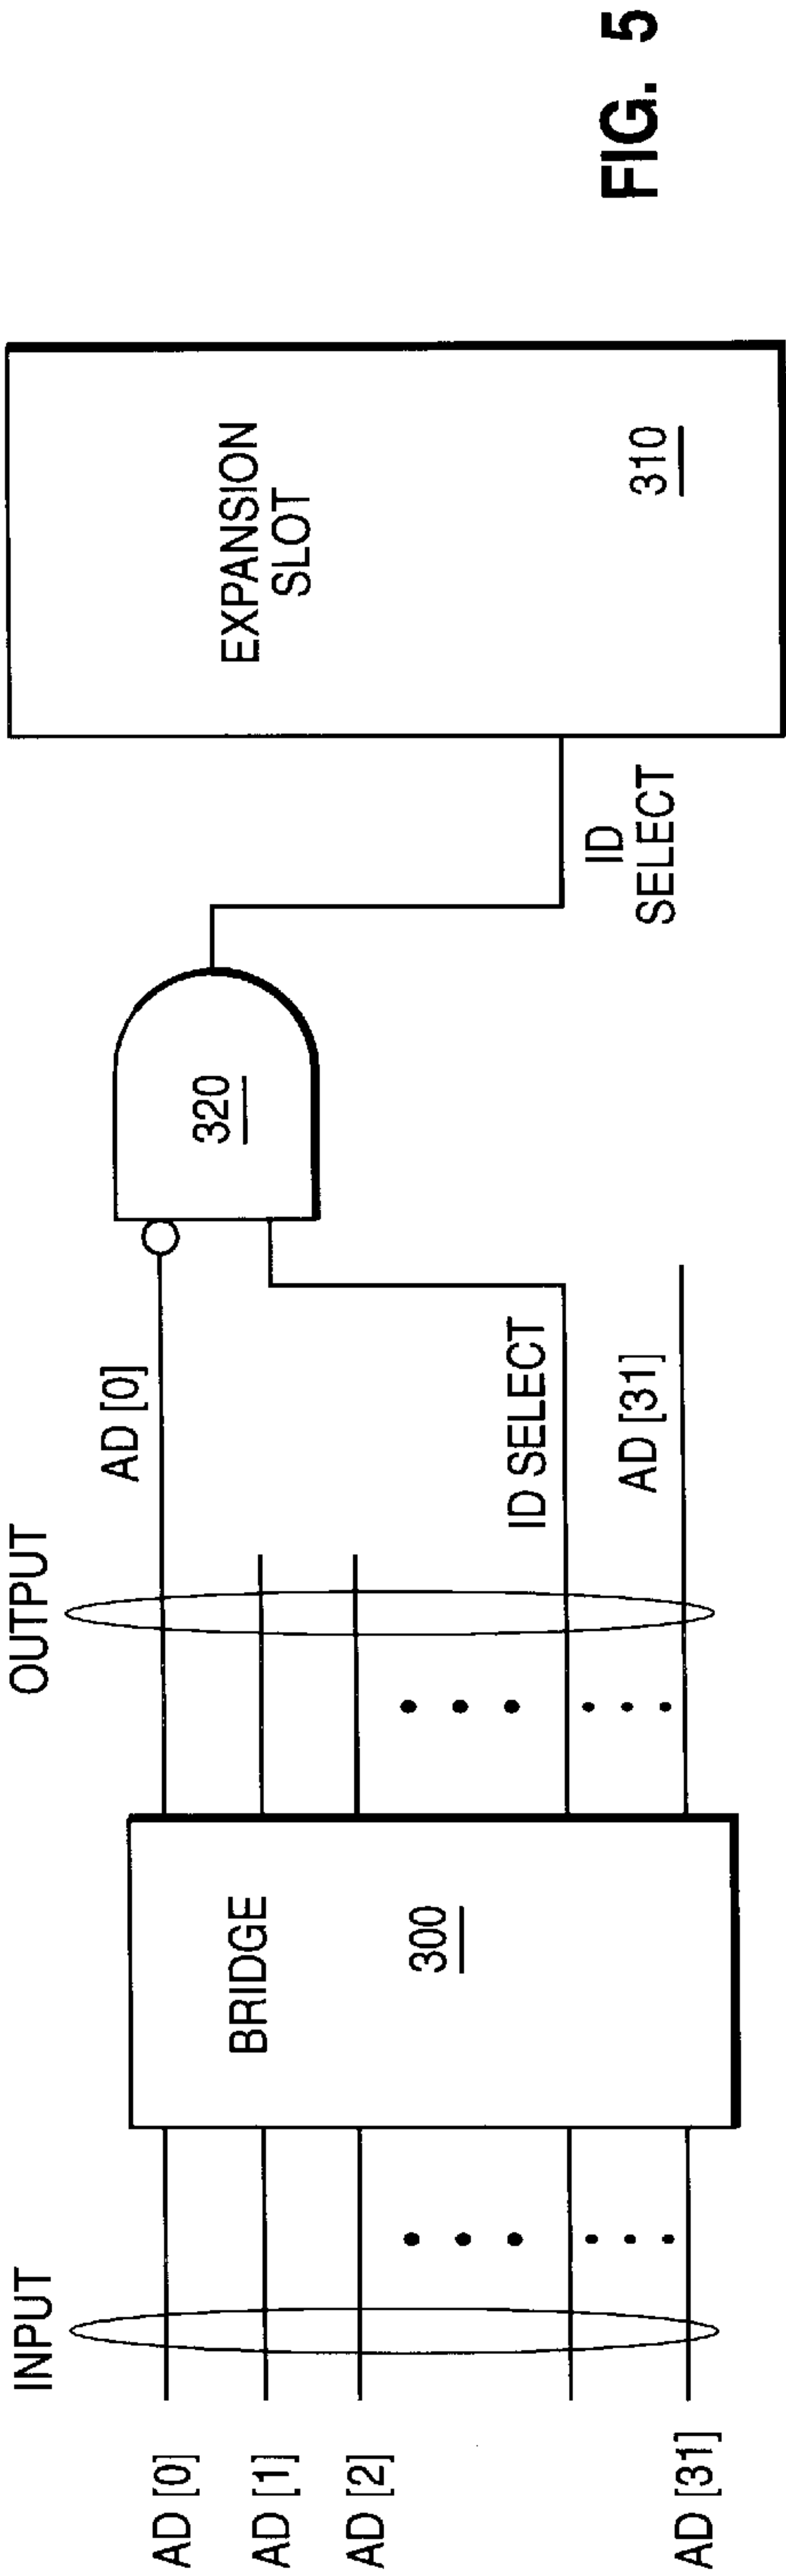 INPUT
OUTPUT
AD [0]
AD [1]
AD [2]
AD [31]
BRIDGE
300
AD [0]
ID SELECT
AD [31]
320
ID
SELECT
EXPANSION
SLOT
310
FIG. 5